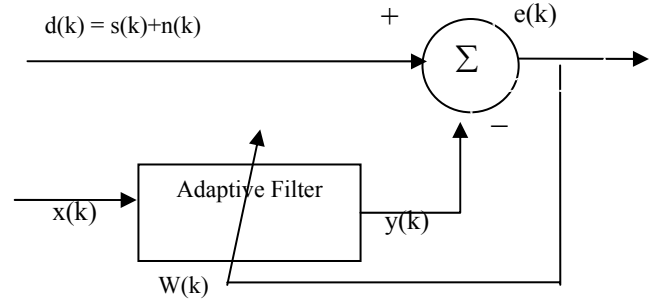 d(k) = s(k)+n(k)
+
e(k)
Σ
−
Adaptive Filter
x(k)
y(k)
W(k)